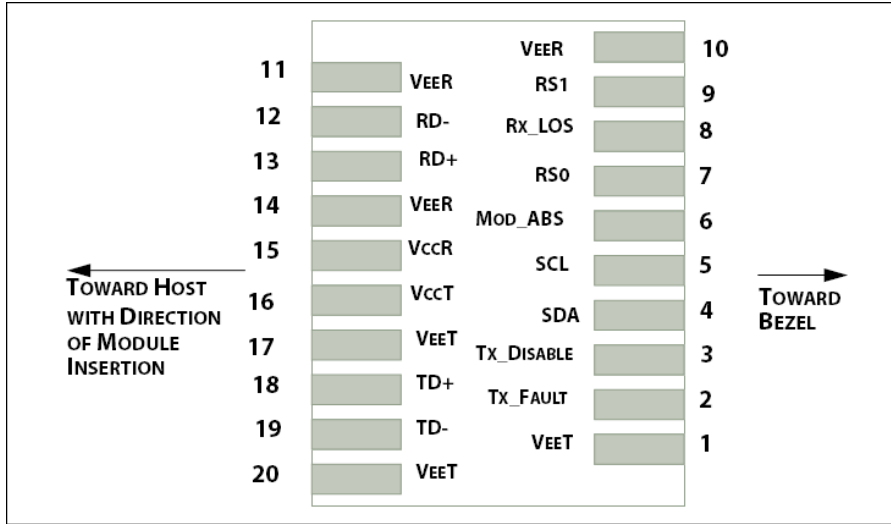 11
VEER
12
RD-
13
RD+
14
VEER
15
VCCR
16
VCCT
17
VEET
18
TD+
19
TD-
20
VEET
VEER
10
RS1
9
RX_LOS
8
RS0
7
MOD_ABS
6
SCL
5
SDA
4
TX_DISABLE
3
TX_FAULT
2
VEET
1
TOWARD HOST
WITH DIRECTION
OF MODULE
INSERTION
TOWARD
BEZEL